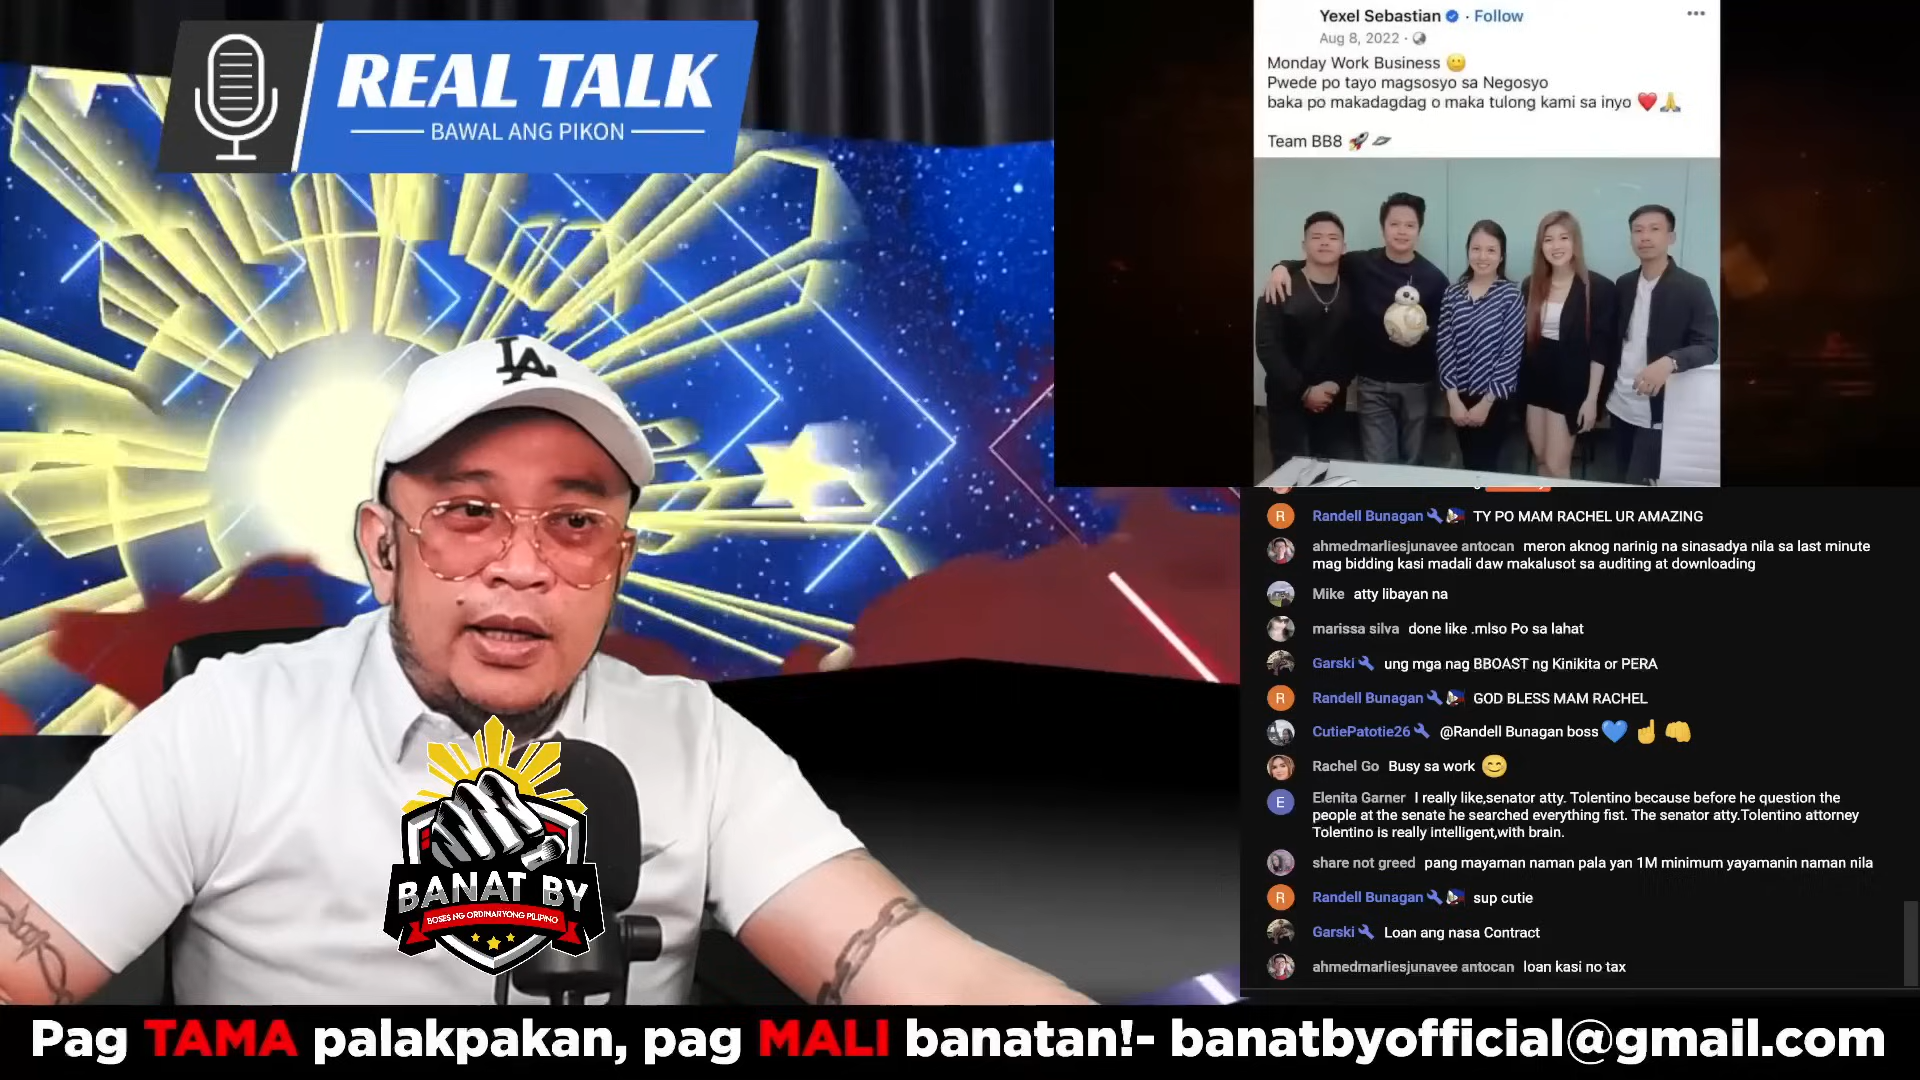 REAL TALK
BAWAL ANG PIKON
LA
Yexel Sebastian · Follow
Aug 8, 2022 ·
Monday Work Business 😀
Pwede po tayo magsosyo sa Negosyo
baka po makadagdag o maka tulong kami sa inyo ❤️🙏
Team BB8 🚀🛸
Randell Bunagan TY PO MAM RACHEL UR AMAZING
ahmedmarliesjunavee antocan meron aknog narinig na sinasadya nila sa last minute
mag bidding kasi madali daw makalusot sa auditing at downloading
Mike atty libayan na
marissa silva done like .mlso Po sa lahat
Garski ung mga nag BBOAST ng Kinikita or PERA
Randell Bunagan GOD BLESS MAM RACHEL
CutiePatotie26 @Randell Bunagan boss 💙☝️👊
Rachel Go Busy sa work 😊
Elenita Garner I really like,senator atty. Tolentino because before he question the
people at the senate he searched everything fist. The senator atty.Tolentino attorney
Tolentino is really intelligent,with brain.
share not greed pang mayaman naman pala yan 1M minimum yayamanin naman nila
Randell Bunagan sup cutie
Garski Loan ang nasa Contract
ahmedmarliesjunavee antocan loan kasi no tax
BANAT BY
BOSES NG ORDINARYONG PILIPINO
Pag TAMA palakpakan, pag MALI banatan!- banatbyofficial@gmail.com